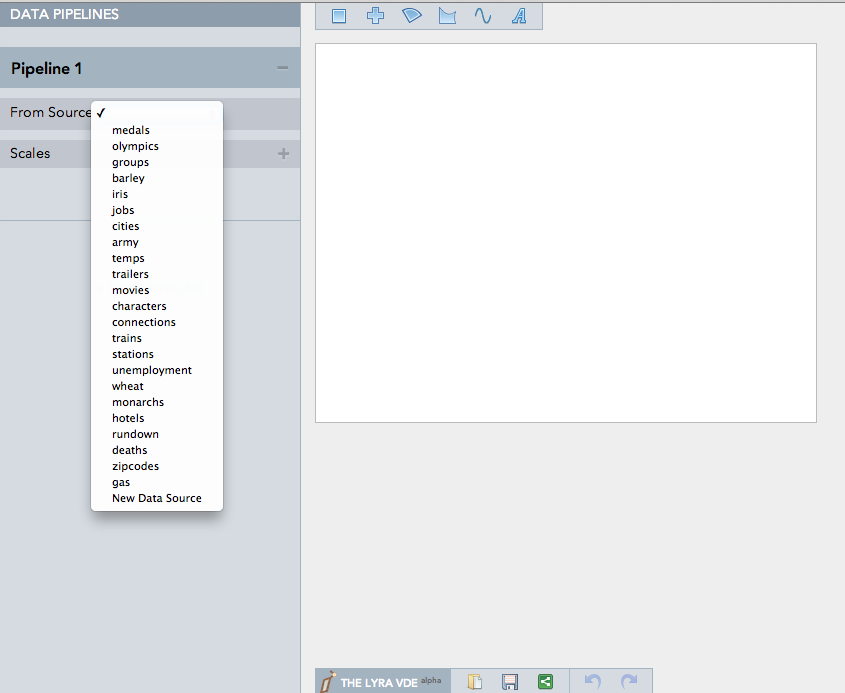 DATA PIPELINES
Pipeline 1
From Source
medals
olympics
groups
barley
iris
jobs
cities
army
temps
trailers
movies
characters
connections
trains
stations
unemployment
wheat
monarchs
hotels
rundown
deaths
zipcodes
gas
New Data Source
Scales
A
THE LYRA VDE alpha